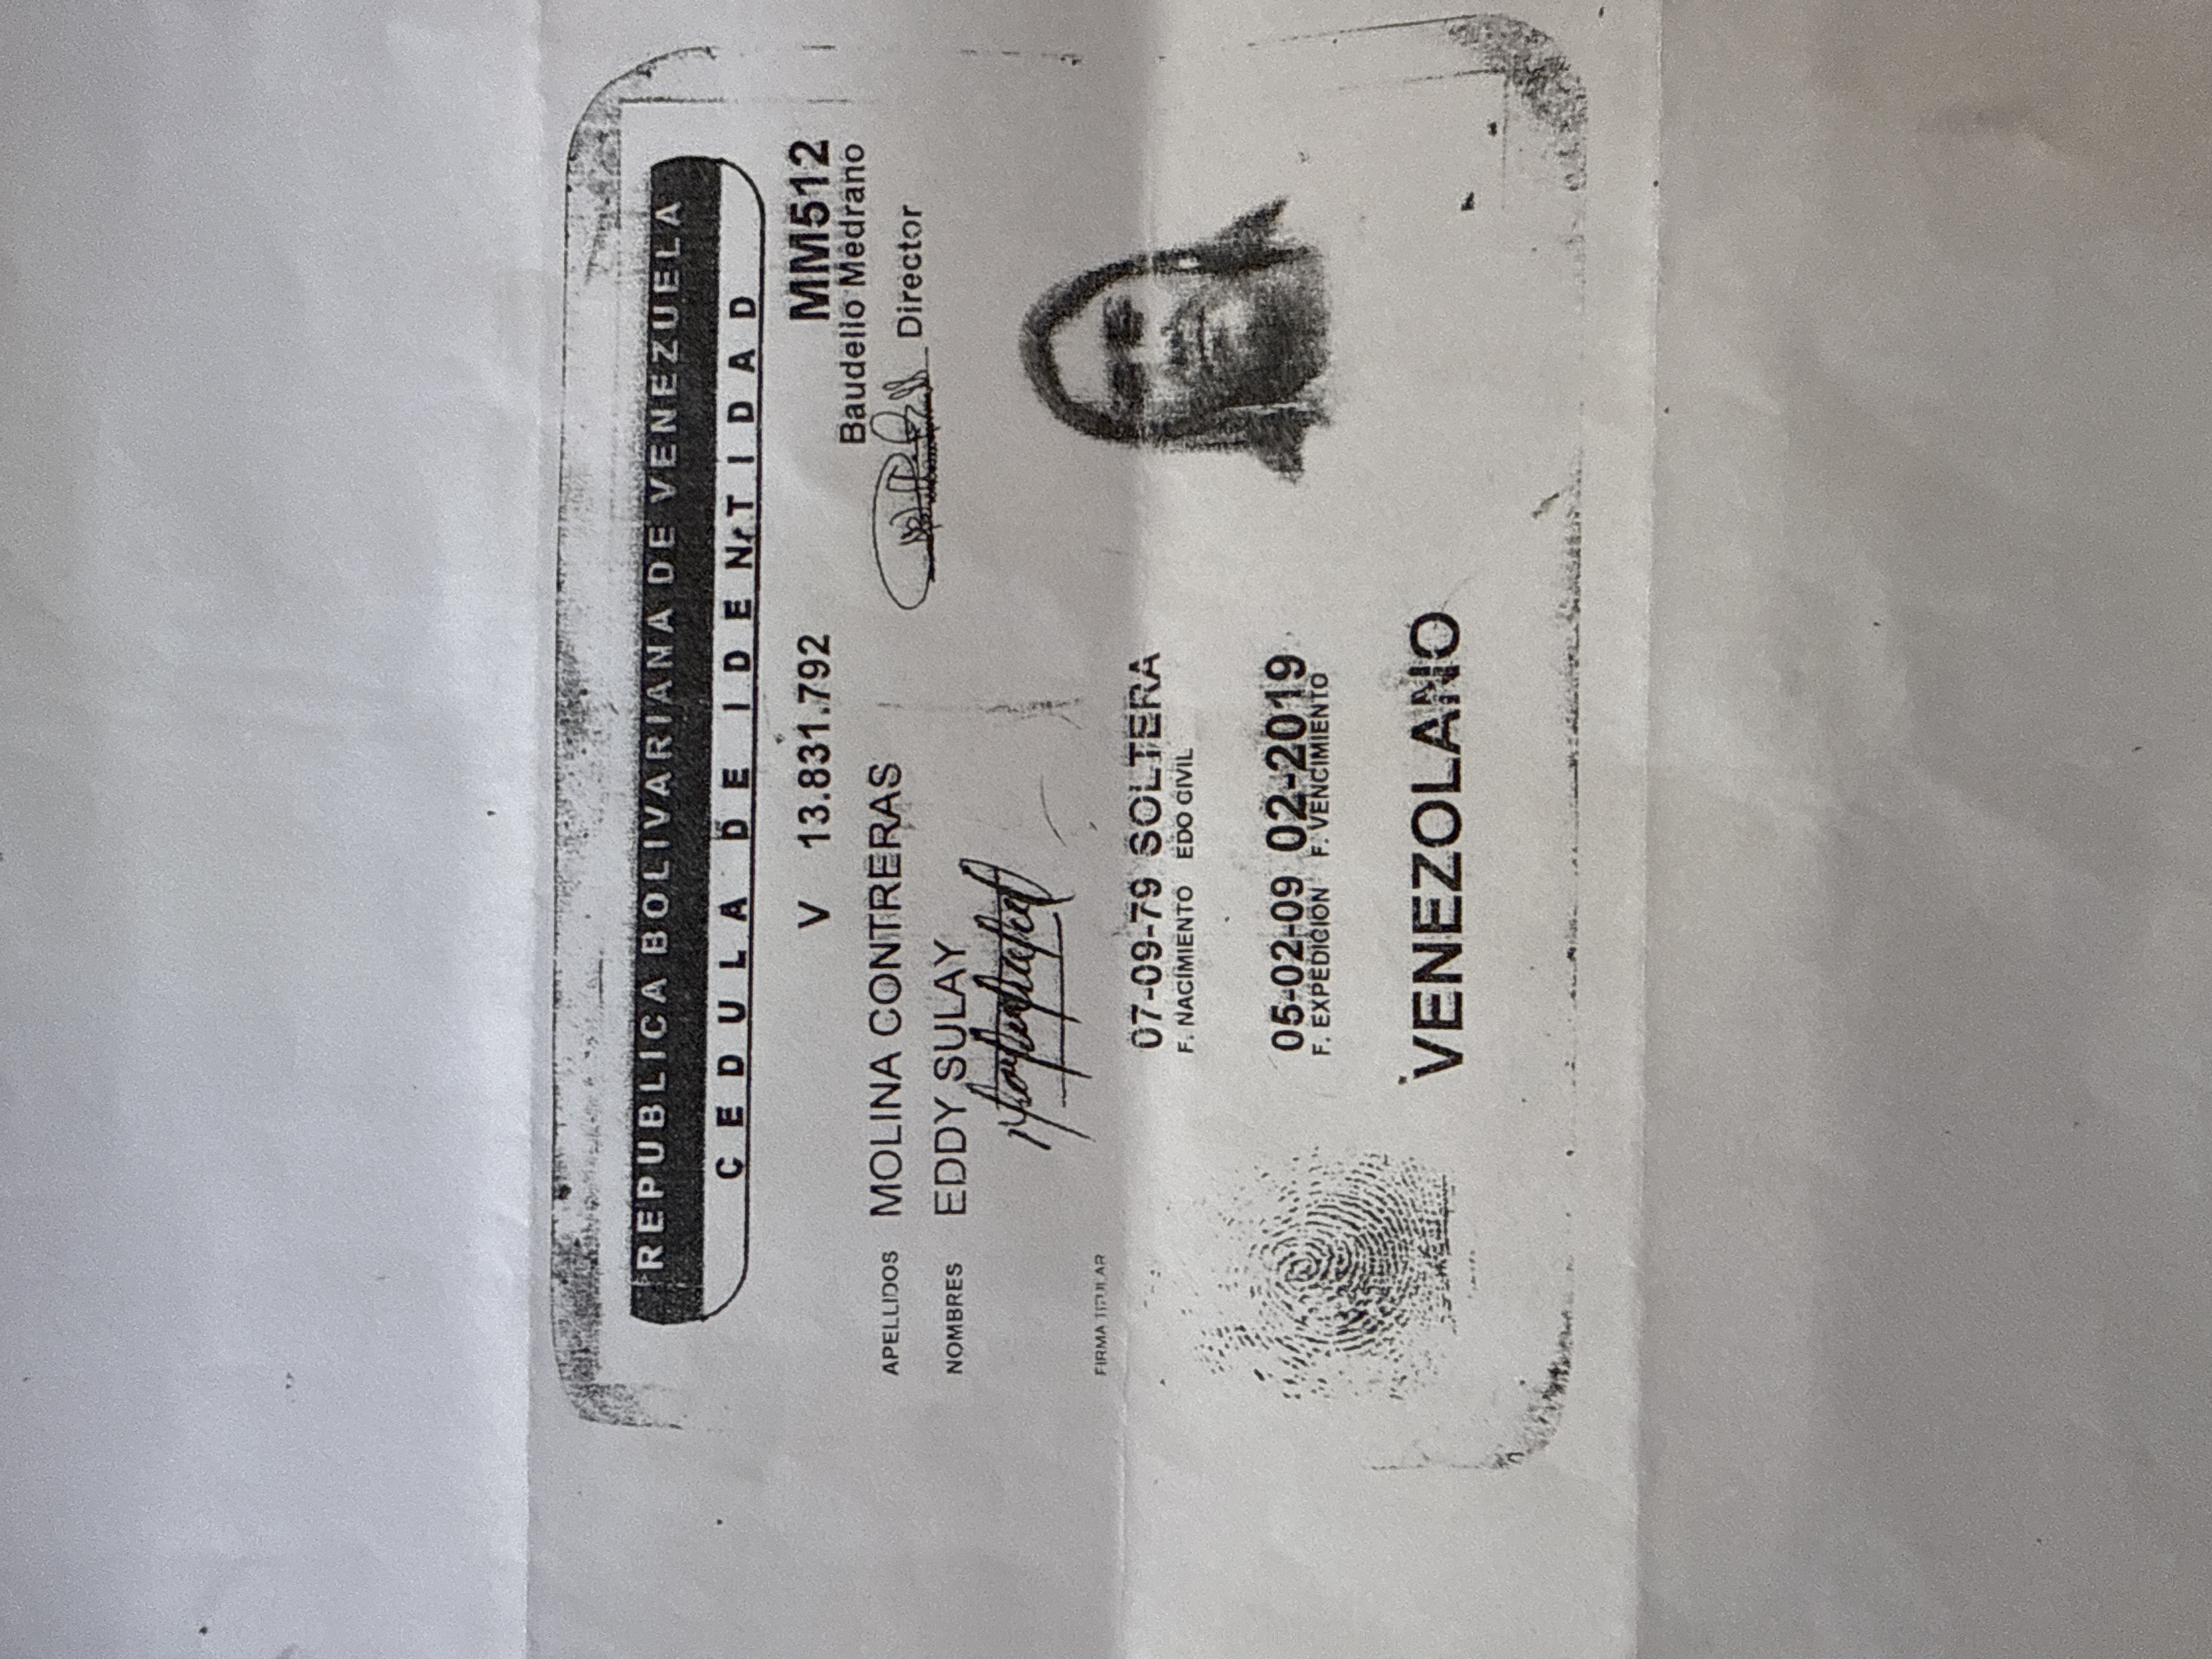 REPUBLICA BOLIVARIANA DE VENEZUELA
CEDULA DE IDENTIDAD
V 13.831.792 MM512
Baudelio Medrano
Director
APELLIDOS MOLINA CONTRERAS
NOMBRES EDDY SULAY
FIRMA TITULAR
07-09-79 SOLTERA
F. NACIMIENTO EDO CIVIL
05-02-09 02-2019
F. EXPEDICION F. VENCIMIENTO
VENEZOLANO